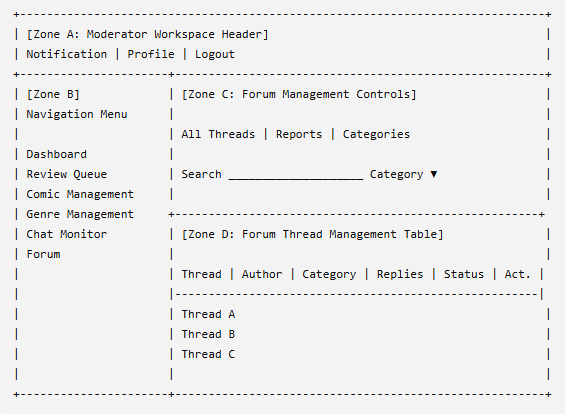 [Zone A: Moderator Workspace Header]
Notification | Profile | Logout
[Zone B]
Navigation Menu
Dashboard
Review Queue
Comic Management
Genre Management
Chat Monitor
Forum
[Zone C: Forum Management Controls]
All Threads | Reports | Categories
Search ____________________ Category ▼
[Zone D: Forum Thread Management Table]
Thread | Author | Category | Replies | Status | Act. |
Thread A
Thread B
Thread C